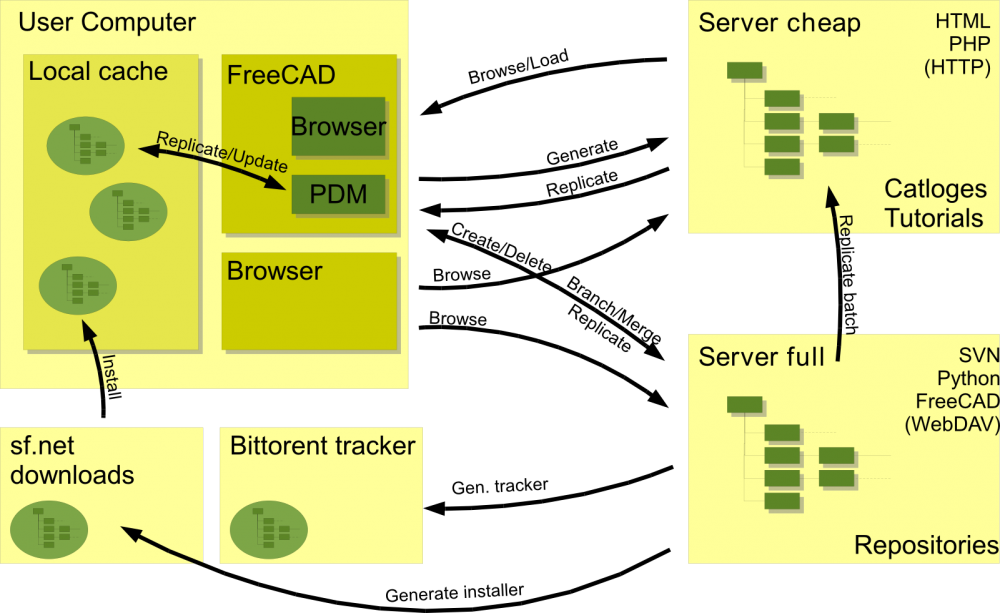 User Computer
Local cache
FreeCAD
Browser
PDM
Replicate/Update
Browser
Install
Browse/Load
Generate
Replicate
Create/Delete
Branch/Merge
Replicate
Browse
Browse
Server cheap
HTML
PHP
(HTTP)
Catloges
Tutorials
Replicate batch
Server full
SVN
Python
FreeCAD
(WebDAV)
Repositories
sf.net
downloads
Bittorent tracker
Gen. tracker
Generate installer